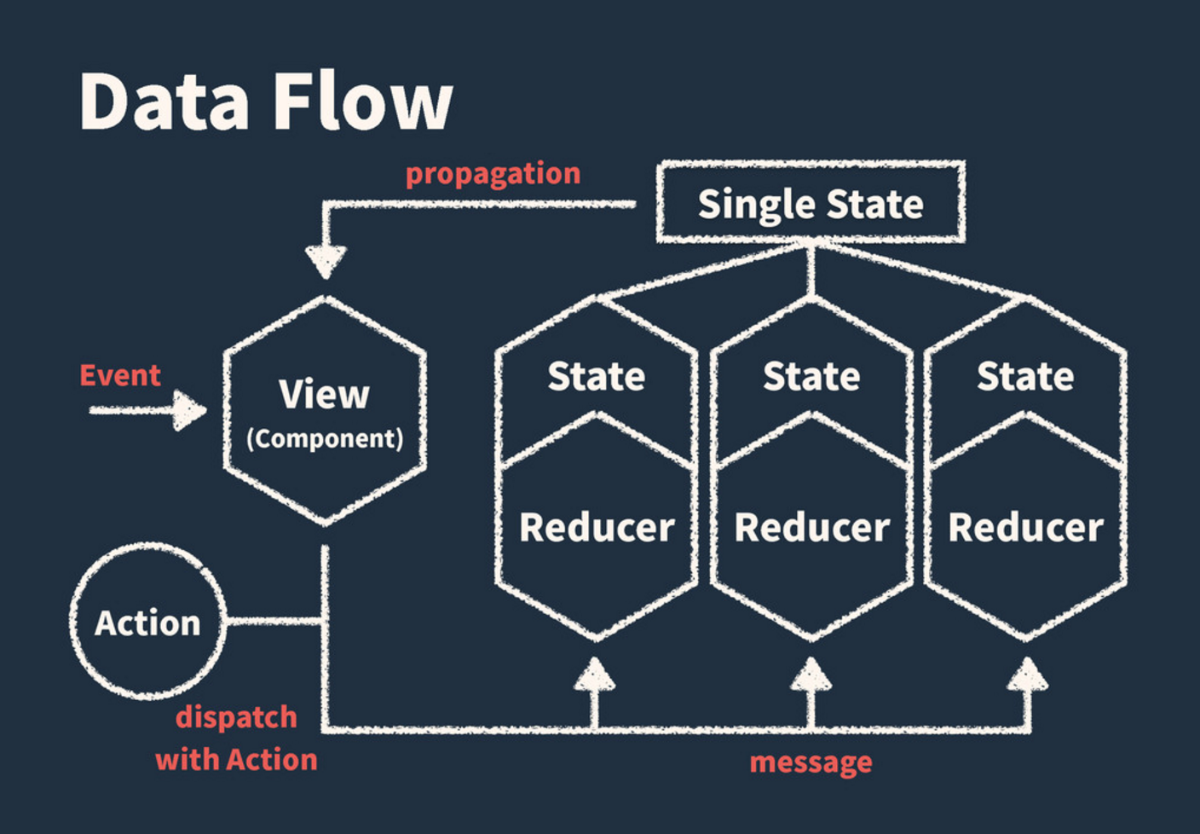 Data Flow
propagation
Single State
Event
View
(Component)
State
State
State
Reducer
Reducer
Reducer
Action
dispatch
with Action
message